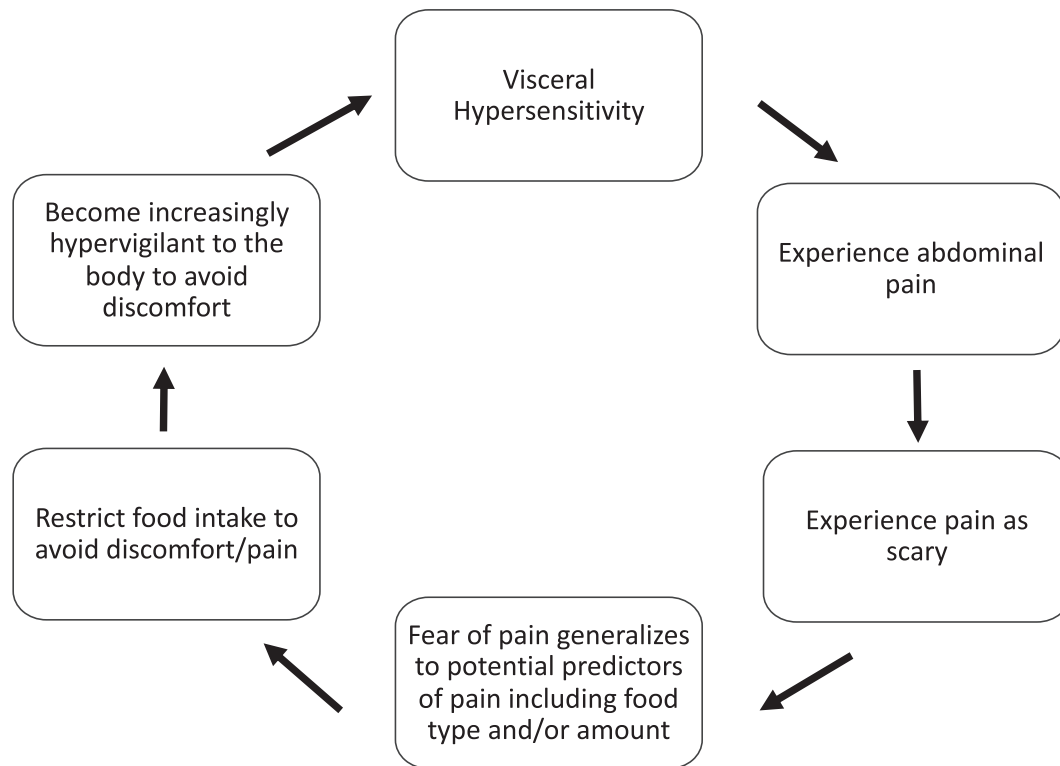 Visceral
Hypersensitivity
Experience abdominal
pain
Experience pain as
scary
Fear of pain generalizes
to potential predictors
of pain including food
type and/or amount
Restrict food intake to
avoid discomfort/pain
Become increasingly
hypervigilant to the
body to avoid
discomfort